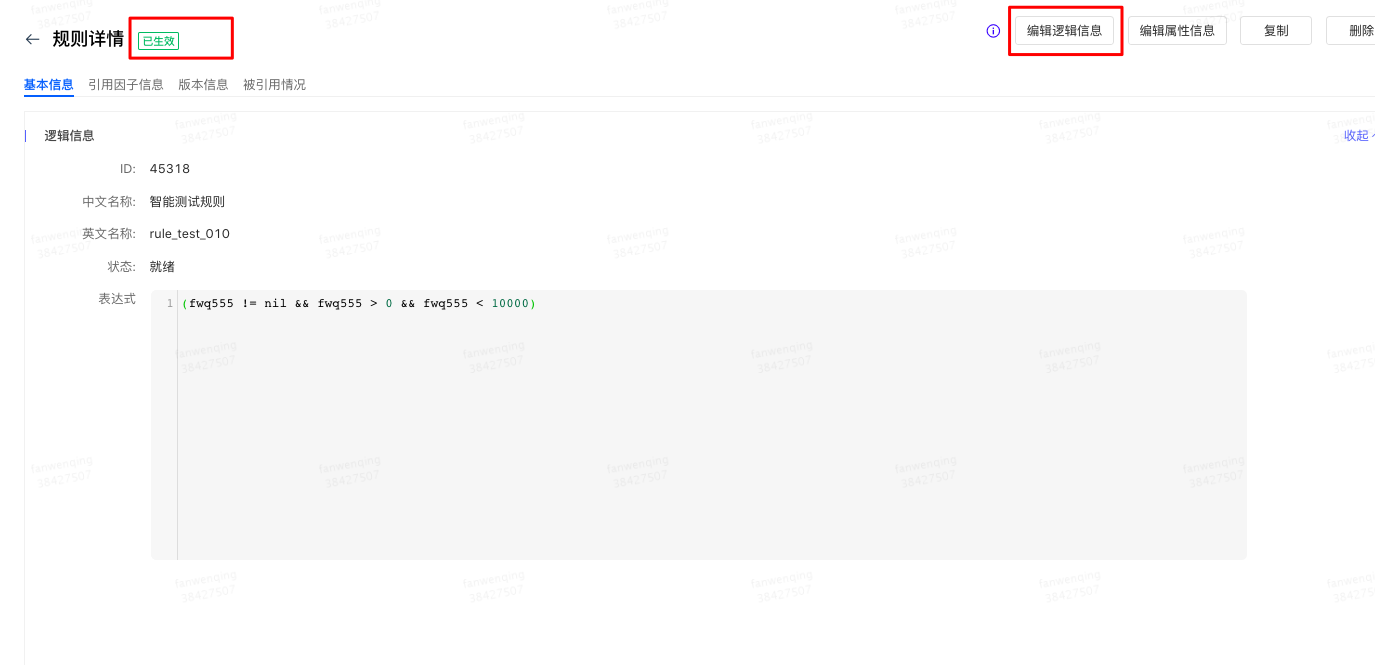 规则详情 已生效
编辑逻辑信息 编辑属性信息 复制 删除
基本信息 引用因子信息 版本信息 被引用情况
逻辑信息 收起
ID: 45318
中文名称: 智能测试规则
英文名称: rule_test_010
状态: 就绪
表达式
1 (fwq555 != nil && fwq555 > 0 && fwq555 < 10000)
fanwenqing
38427507